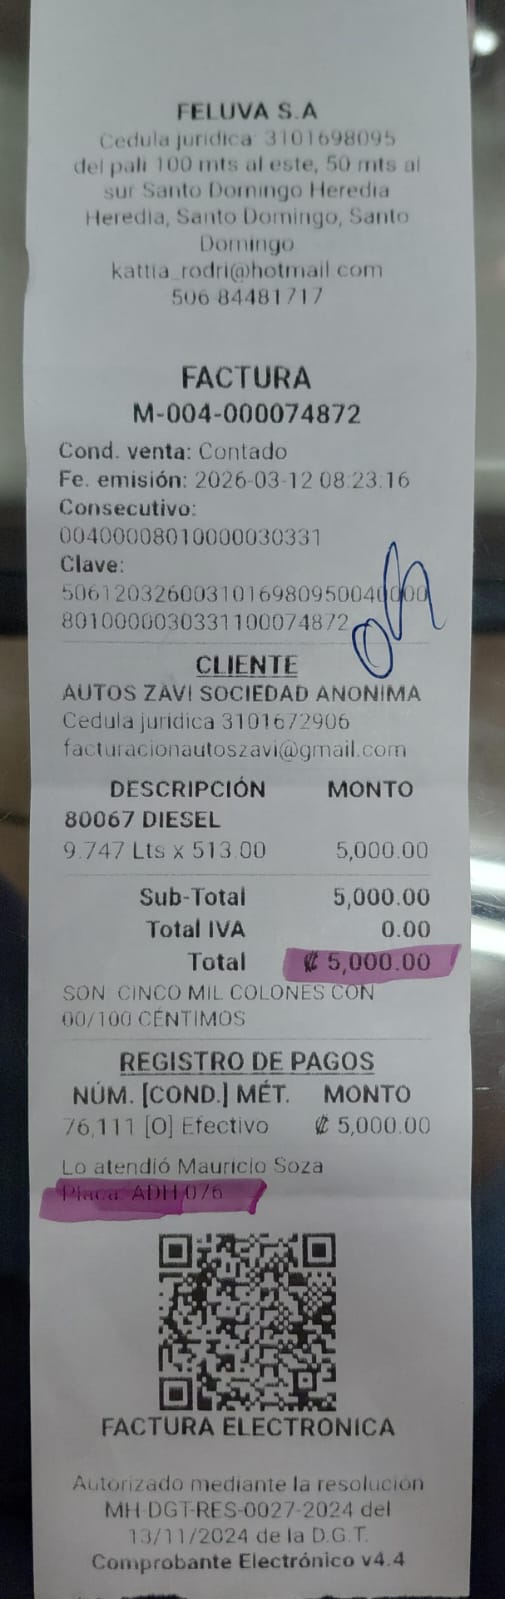 FELUVA S.A
Cedula juridica: 3101698095
del pali 100 mts al este, 50 mts al
sur Santo Domingo Heredia
Heredia, Santo Domingo, Santo
Domingo
kattia_rodri@hotmail.com
506 84481717
FACTURA
M-004-000074872
Cond. venta: Contado
Fe. emisión: 2026-03-12 08:23:16
Consecutivo:
00400008010000030331
Clave:
50612032600310169809500400000
801000003033110007​4872
CLIENTE
AUTOS ZAVI SOCIEDAD ANONIMA
Cedula juridica 3101672906
facturacionautoszavi@gmail.com
DESCRIPCIÓN MONTO
80067 DIESEL
9.747 Lts x 513.00 5,000.00
Sub-Total 5,000.00
Total IVA 0.00
Total ₡ 5,000.00
SON: CINCO MIL COLONES CON
00/100 CÉNTIMOS
REGISTRO DE PAGOS
NÚM. [COND.] MÉT. MONTO
76,111 [O] Efectivo ₡ 5,000.00
Lo atendió Mauricio Soza
Placa: ADH 076
FACTURA ELECTRONICA
Autorizado mediante la resolución
MH-DGT-RES-0027-2024 del
13/11/2024 de la D.G.T.
Comprobante Electrónico v4.4